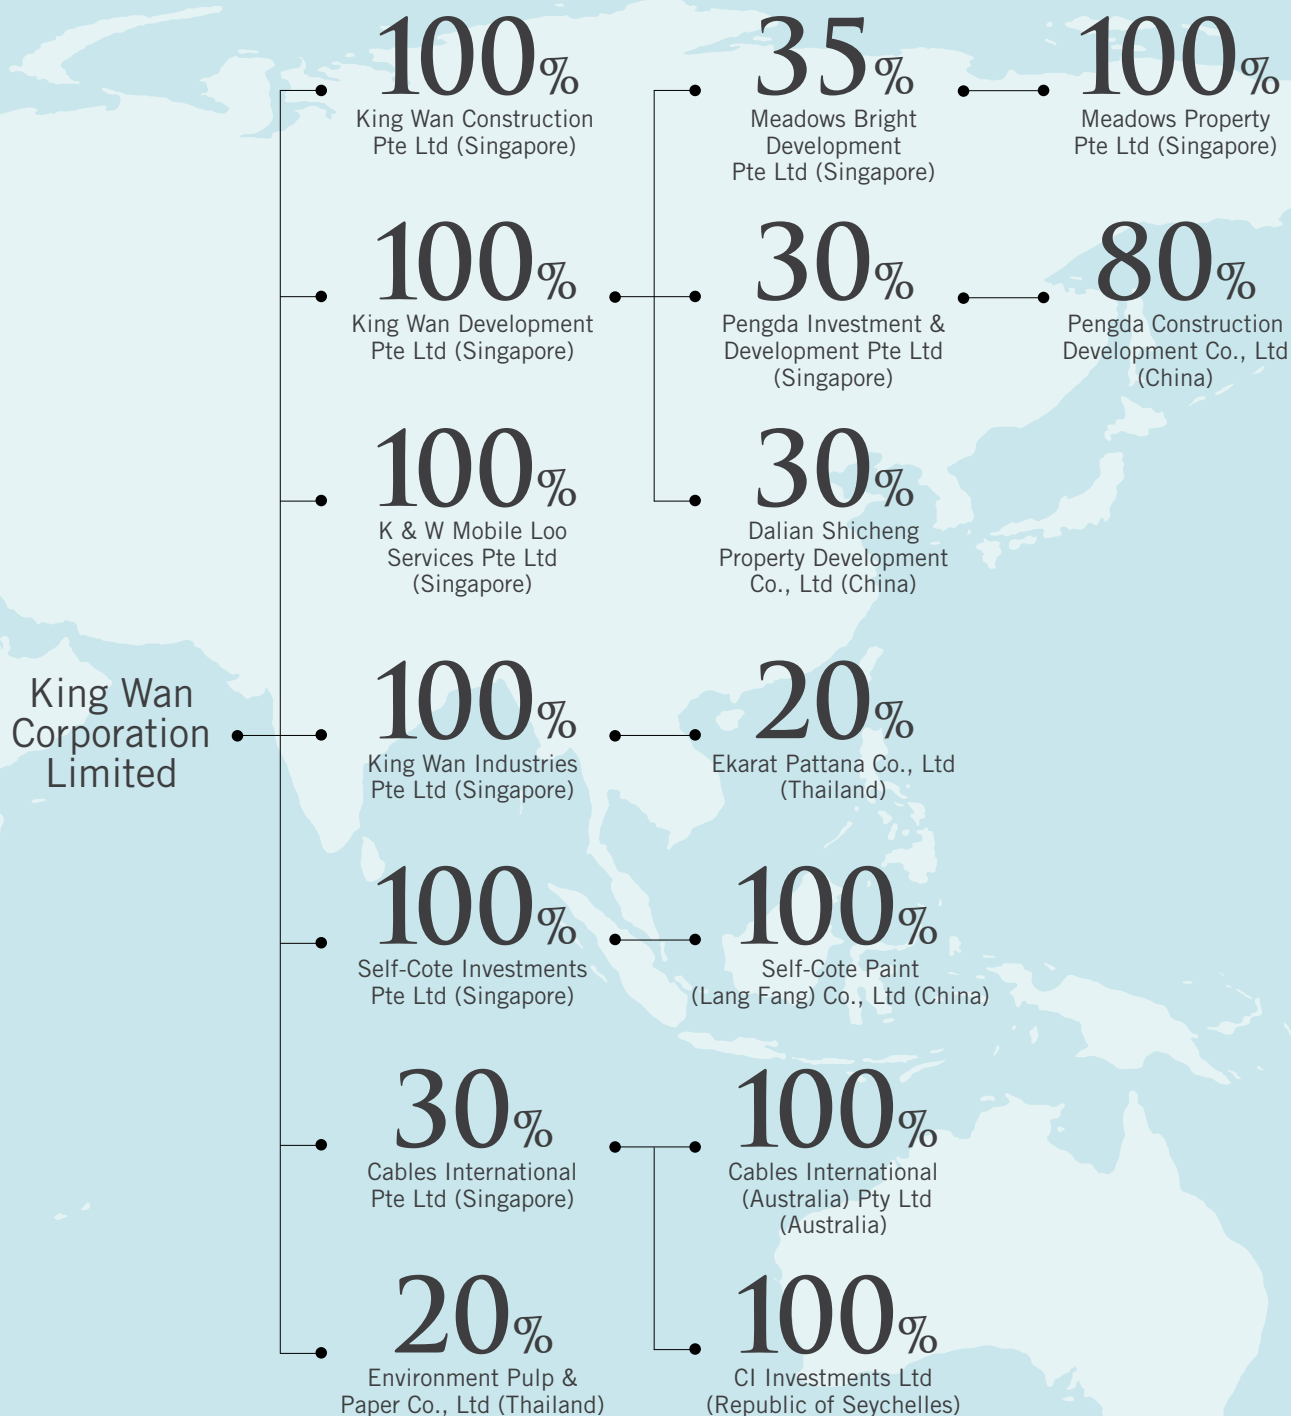 King Wan
Corporation
Limited
100%
King Wan Construction
Pte Ltd (Singapore)
100%
King Wan Development
Pte Ltd (Singapore)
35%
Meadows Bright
Development
Pte Ltd (Singapore)
100%
Meadows Property
Pte Ltd (Singapore)
30%
Pengda Investment &
Development Pte Ltd
(Singapore)
80%
Pengda Construction
Development Co., Ltd
(China)
30%
Dalian Shicheng
Property Development
Co., Ltd (China)
100%
K & W Mobile Loo
Services Pte Ltd
(Singapore)
100%
King Wan Industries
Pte Ltd (Singapore)
20%
Ekarat Pattana Co., Ltd
(Thailand)
100%
Self-Cote Investments
Pte Ltd (Singapore)
100%
Self-Cote Paint
(Lang Fang) Co., Ltd (China)
30%
Cables International
Pte Ltd (Singapore)
100%
Cables International
(Australia) Pty Ltd
(Australia)
100%
CI Investments Ltd
(Republic of Seychelles)
20%
Environment Pulp &
Paper Co., Ltd (Thailand)